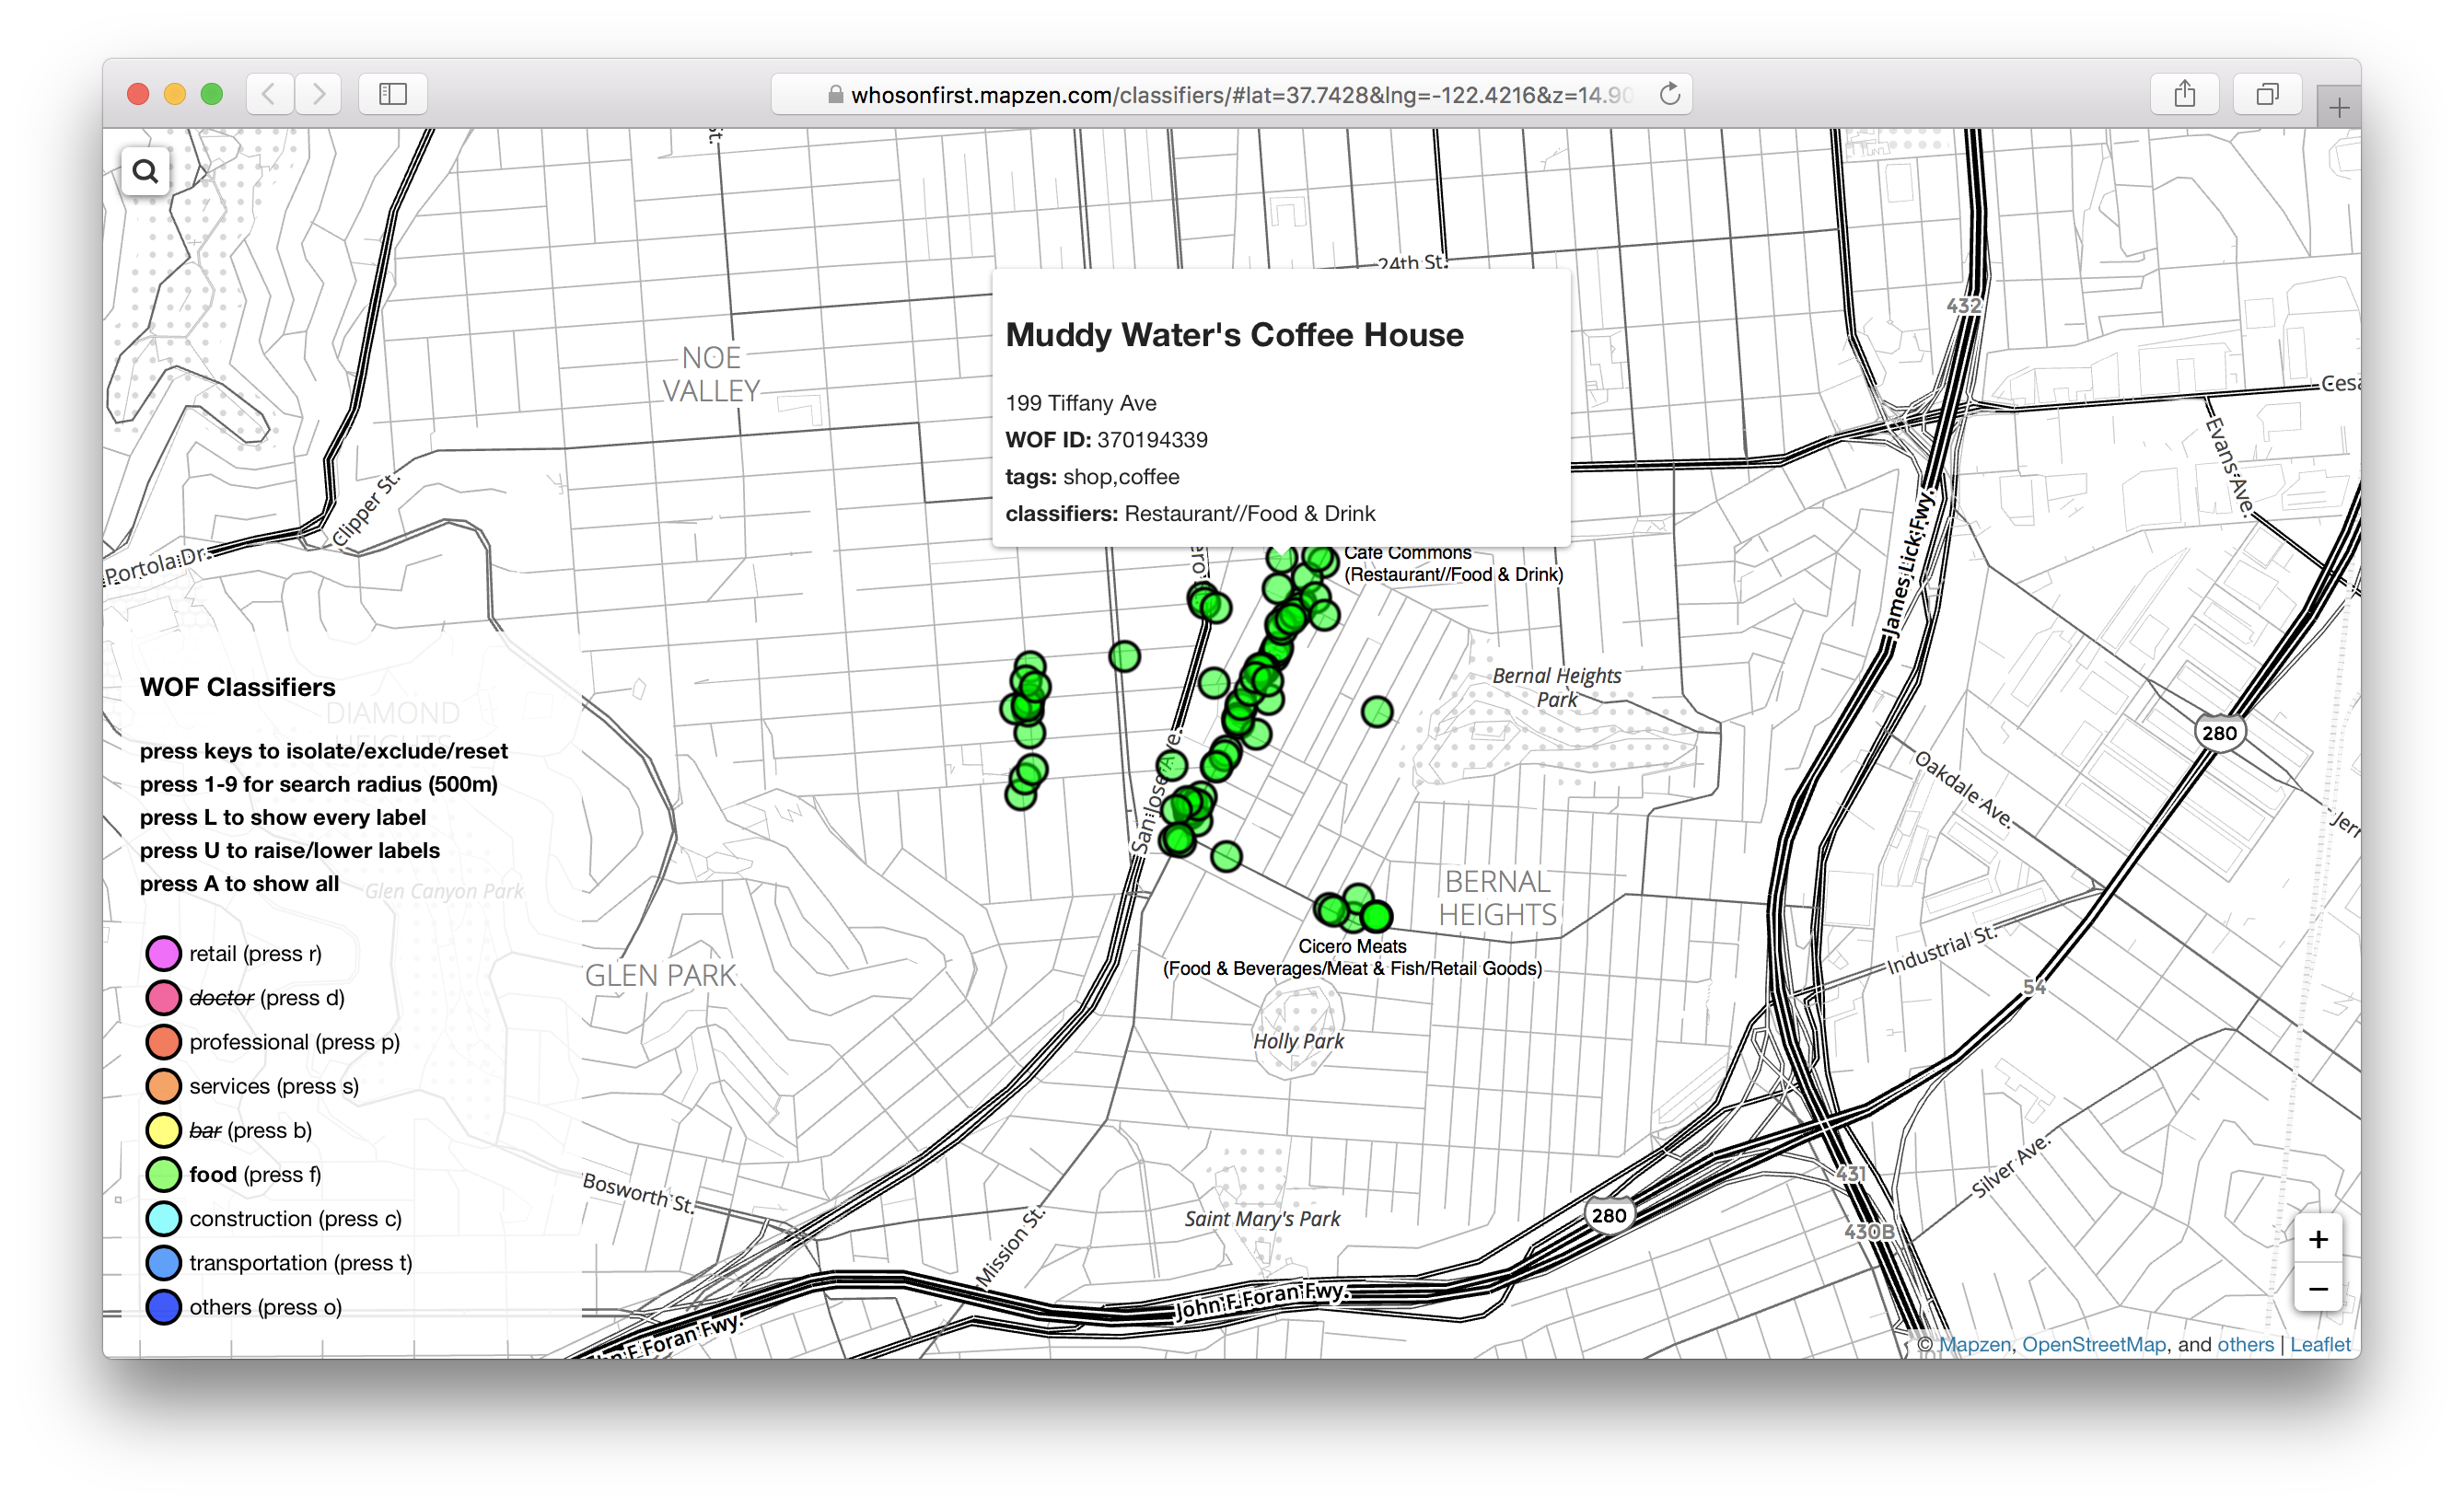 whosonfirst.mapzen.com/classifiers/#lat=37.7428&lng=-122.4216&z=14.90
24th St.
432
NOE
VALLEY
Muddy Water's Coffee House
199 Tiffany Ave
WOF ID: 370194339
tags: shop,coffee
classifiers: Restaurant//Food & Drink
Cesa
Evans Ave.
Clipper St.
Portola Dr.
James Lick Fwy.
Cafe Commons
(Restaurant//Food & Drink)
Bernal Heights
Park
280
San Jose Ave.
Oakdale Ave.
Jerr
WOF Classifiers
DIAMOND
HEIGHTS
press keys to isolate/exclude/reset
press 1-9 for search radius (500m)
press L to show every label
press U to raise/lower labels
press A to show all
Glen Canyon Park
BERNAL
HEIGHTS
Cicero Meats
(Food & Beverages/Meat & Fish/Retail Goods)
Industrial St.
54
GLEN PARK
Holly Park
retail (press r)
doctor (press d)
professional (press p)
services (press s)
bar (press b)
food (press f)
construction (press c)
transportation (press t)
others (press o)
Bosworth St.
Mission St.
Saint Mary's Park
280
431
430B
Silver Ave.
John F Foran Fwy.
hn F Foran Fwy.
+
−
© Mapzen, OpenStreetMap, and others | Leaflet